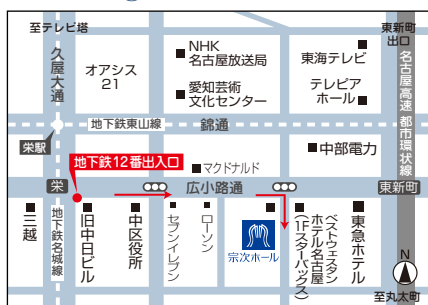 至テレビ塔
東新町
出口
久屋大通
オアシス
21
NHK
名古屋放送局
愛知芸術
文化センター
東海テレビ
テレピア
ホール
名古屋高速 都市環状線
地下鉄東山線
錦通
栄駅
中部電力
地下鉄12番出入口
マクドナルド
栄
広小路通
東新町
三越
地下鉄名城線
旧中日ビル
中区役所
セブンイレブン
ローソン
宗次ホール
ベストウェスタン
ホテル名古屋
(1Fスターバックス)
東急ホテル
N
至丸太町